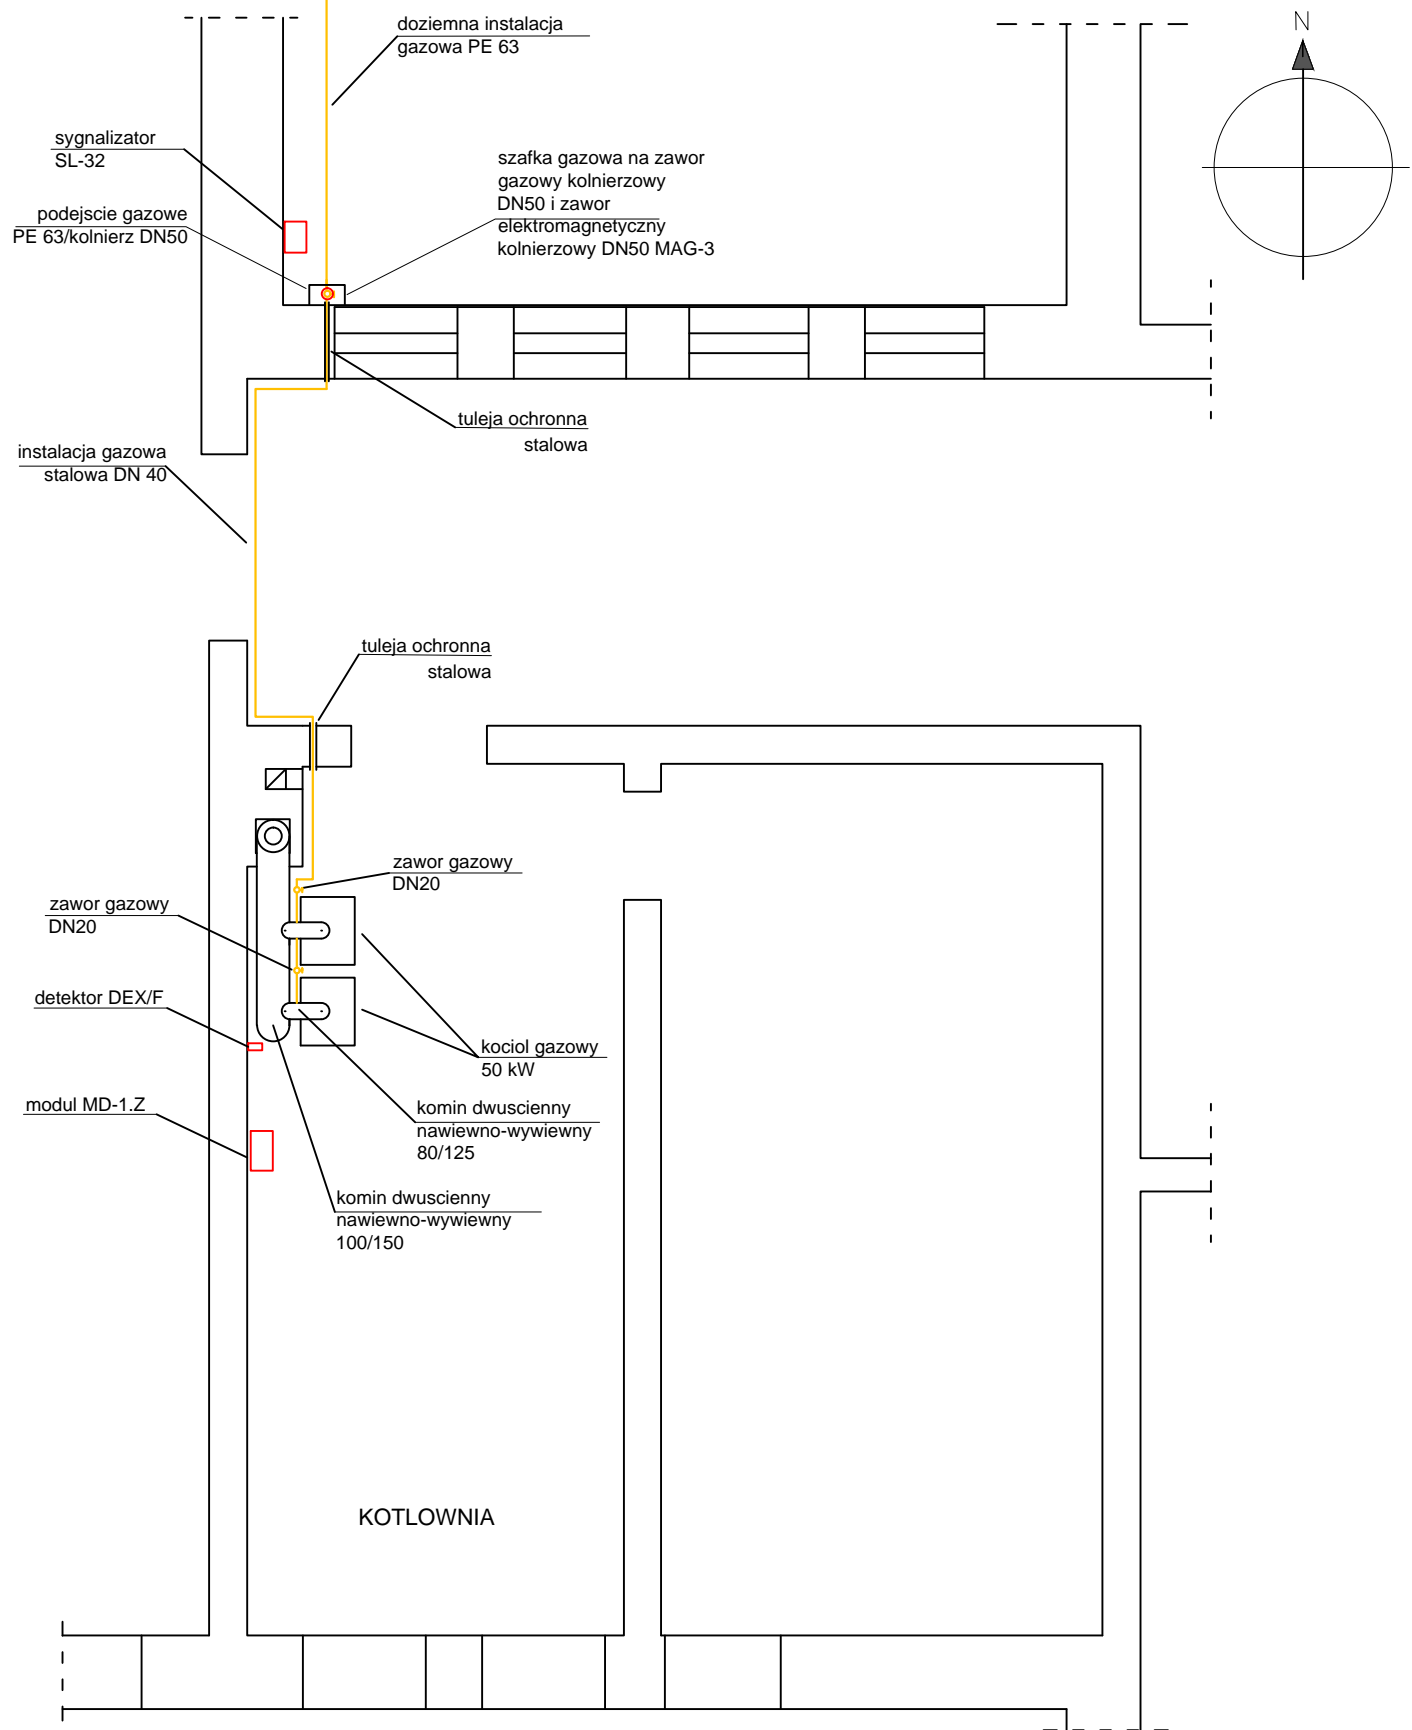 doziemna instalacja
gazowa PE 63
N
sygnalizator
SL-32
szafka gazowa na zawor
gazowy kolnierzowy
DN50 i zawor
elektromagnetyczny
kolnierzowy DN50 MAG-3
podejscie gazowe
PE 63/kolnierz DN50
tuleja ochronna
stalowa
instalacja gazowa
stalowa DN 40
tuleja ochronna
stalowa
zawor gazowy
DN20
zawor gazowy
DN20
detektor DEX/F
kociol gazowy
50 kW
modul MD-1.Z
komin dwuscienny
nawiewno-wywiewny
80/125
komin dwuscienny
nawiewno-wywiewny
100/150
KOTLOWNIA